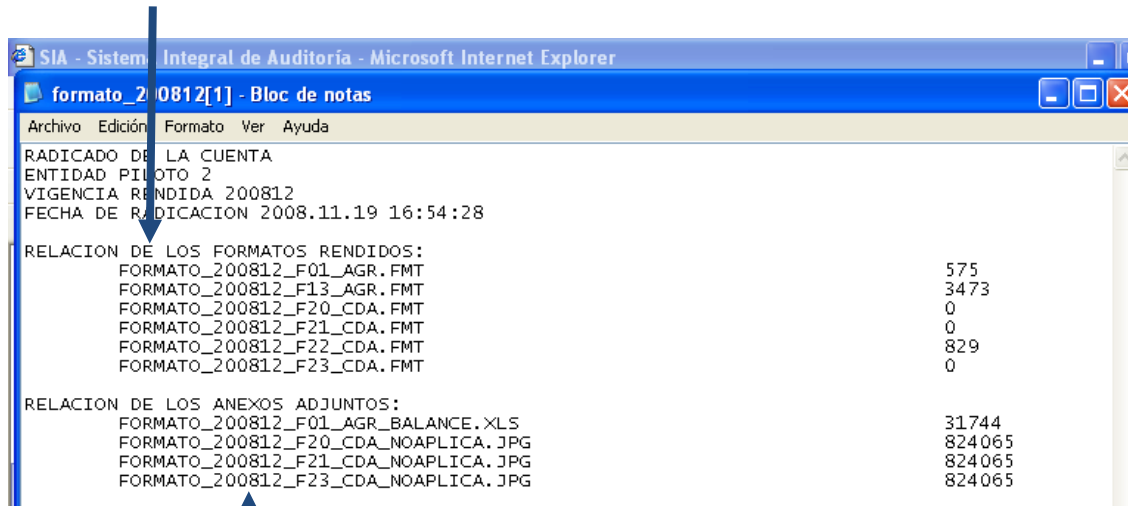 SIA - Sistema Integral de Auditoría - Microsoft Internet Explorer
formato_200812[1] - Bloc de notas
Archivo Edición Formato Ver Ayuda
RADICADO DE LA CUENTA
ENTIDAD PILOTO 2
VIGENCIA RENDIDA 200812
FECHA DE RADICACION 2008.11.19 16:54:28
RELACION DE LOS FORMATOS RENDIDOS:
FORMATO_200812_F01_AGR.FMT 575
FORMATO_200812_F13_AGR.FMT 3473
FORMATO_200812_F20_CDA.FMT 0
FORMATO_200812_F21_CDA.FMT 0
FORMATO_200812_F22_CDA.FMT 829
FORMATO_200812_F23_CDA.FMT 0
RELACION DE LOS ANEXOS ADJUNTOS:
FORMATO_200812_F01_AGR_BALANCE.XLS 31744
FORMATO_200812_F20_CDA_NOAPLICA.JPG 824065
FORMATO_200812_F21_CDA_NOAPLICA.JPG 824065
FORMATO_200812_F23_CDA_NOAPLICA.JPG 824065